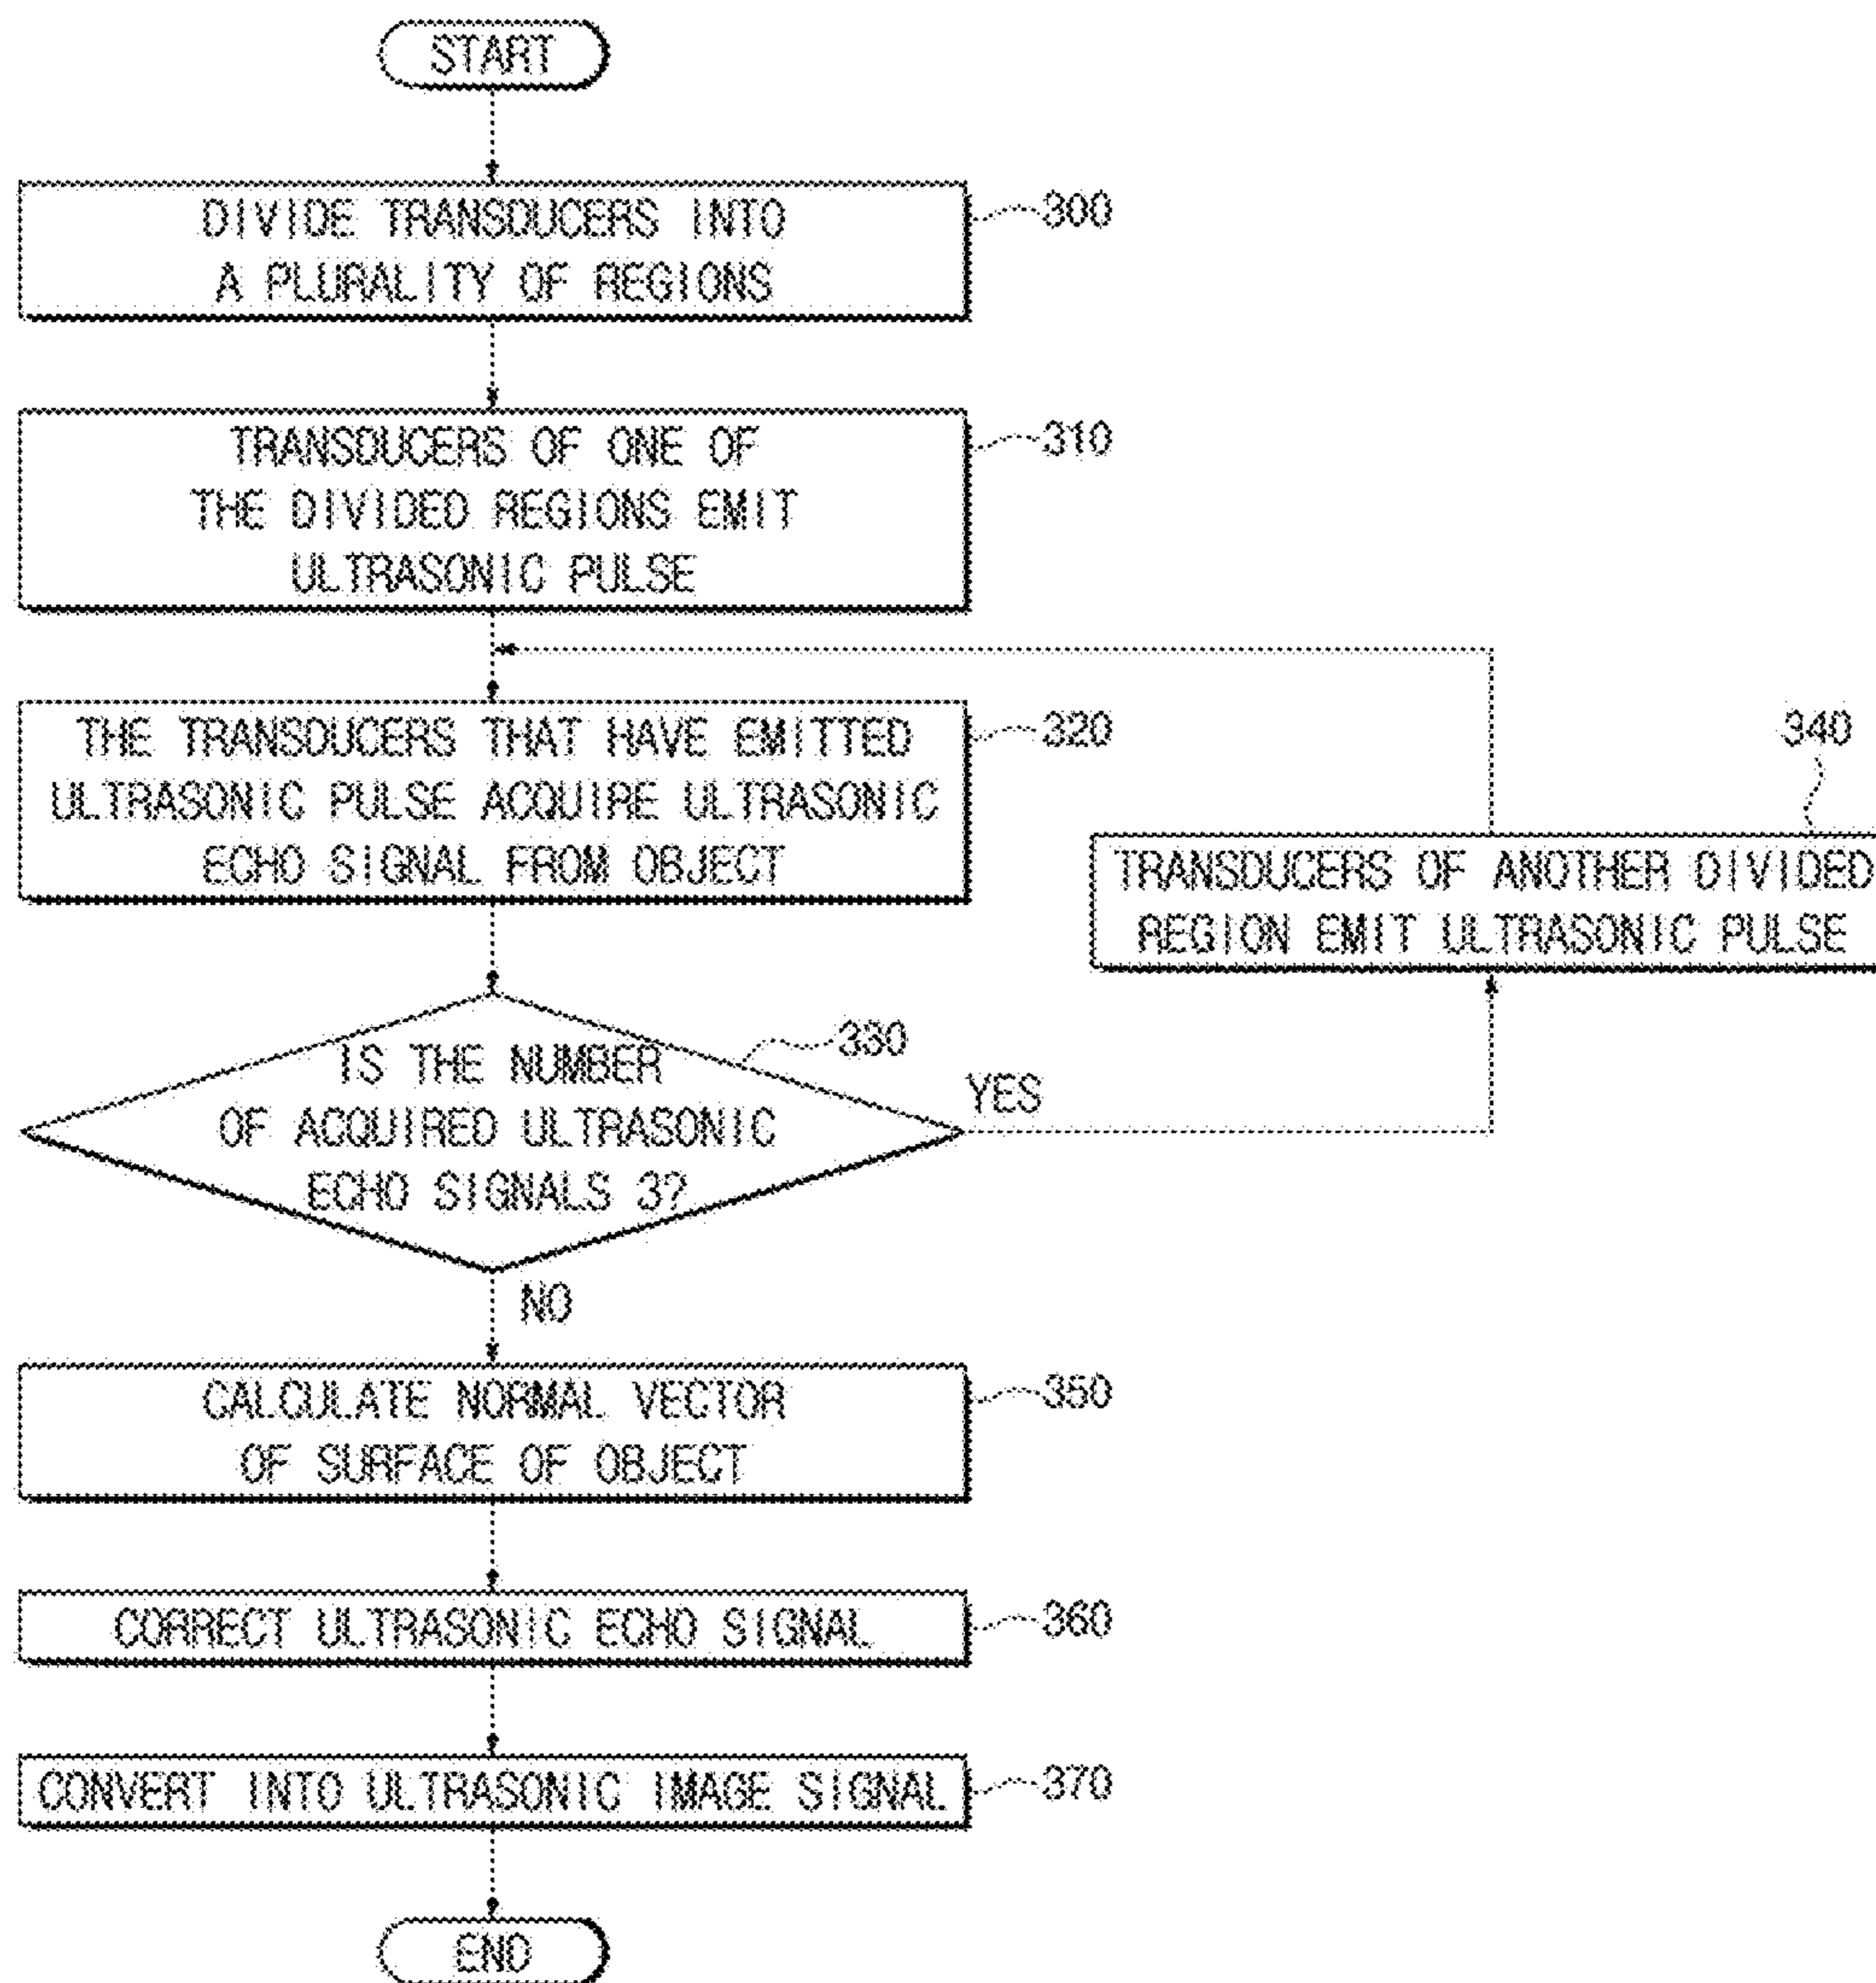 START
DIVIDE TRANSDUCERS INTO
A PLURALITY OF REGIONS
300
TRANSDUCERS OF ONE OF
THE DIVIDED REGIONS EMIT
ULTRASONIC PULSE
310
THE TRANSDUCERS THAT HAVE EMITTED
ULTRASONIC PULSE ACQUIRE ULTRASONIC
ECHO SIGNAL FROM OBJECT
320
340
TRANSDUCERS OF ANOTHER DIVIDED
REGION EMIT ULTRASONIC PULSE
330
IS THE NUMBER
OF ACQUIRED ULTRASONIC
ECHO SIGNALS 3?
YES
NO
CALCULATE NORMAL VECTOR
OF SURFACE OF OBJECT
350
CORRECT ULTRASONIC ECHO SIGNAL
360
CONVERT INTO ULTRASONIC IMAGE SIGNAL
370
END